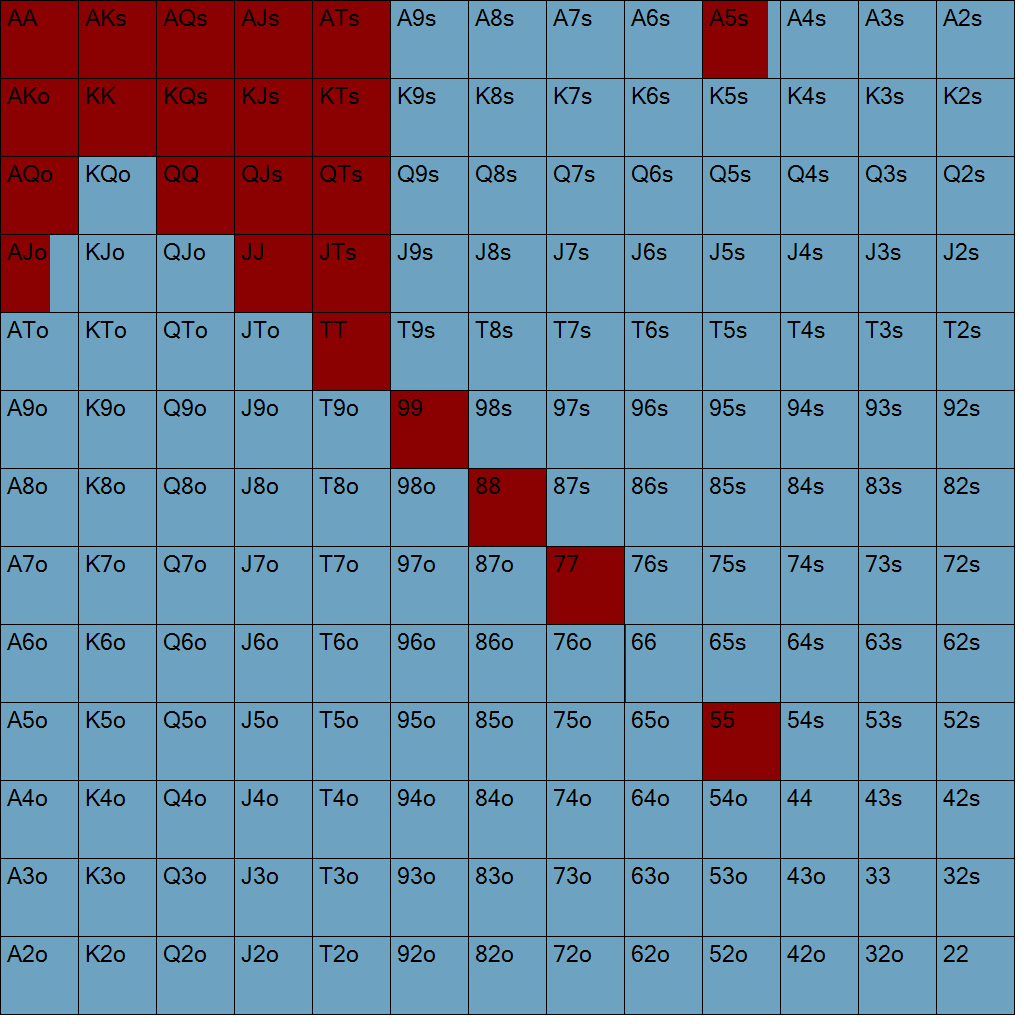 AA AKs AQs AJs ATs A9s A8s A7s A6s A5s A4s A3s A2s
AKo KK KQs KJs KTs K9s K8s K7s K6s K5s K4s K3s K2s
AQo KQo QQ QJs QTs Q9s Q8s Q7s Q6s Q5s Q4s Q3s Q2s
AJo KJo QJo JJ JTs J9s J8s J7s J6s J5s J4s J3s J2s
ATo KTo QTo JTo TT T9s T8s T7s T6s T5s T4s T3s T2s
A9o K9o Q9o J9o T9o 99 98s 97s 96s 95s 94s 93s 92s
A8o K8o Q8o J8o T8o 98o 88 87s 86s 85s 84s 83s 82s
A7o K7o Q7o J7o T7o 97o 87o 77 76s 75s 74s 73s 72s
A6o K6o Q6o J6o T6o 96o 86o 76o 66 65s 64s 63s 62s
A5o K5o Q5o J5o T5o 95o 85o 75o 65o 55 54s 53s 52s
A4o K4o Q4o J4o T4o 94o 84o 74o 64o 54o 44 43s 42s
A3o K3o Q3o J3o T3o 93o 83o 73o 63o 53o 43o 33 32s
A2o K2o Q2o J2o T2o 92o 82o 72o 62o 52o 42o 32o 22